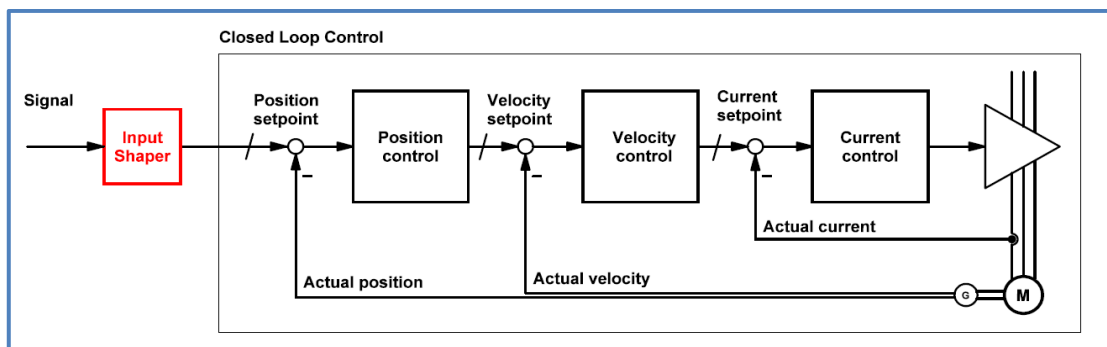 Closed Loop Control
Signal
Input
Shaper
Position
setpoint
–
Position
control
Velocity
setpoint
–
Velocity
control
Current
setpoint
–
Current
control
Actual current
Actual position
Actual velocity
G
M